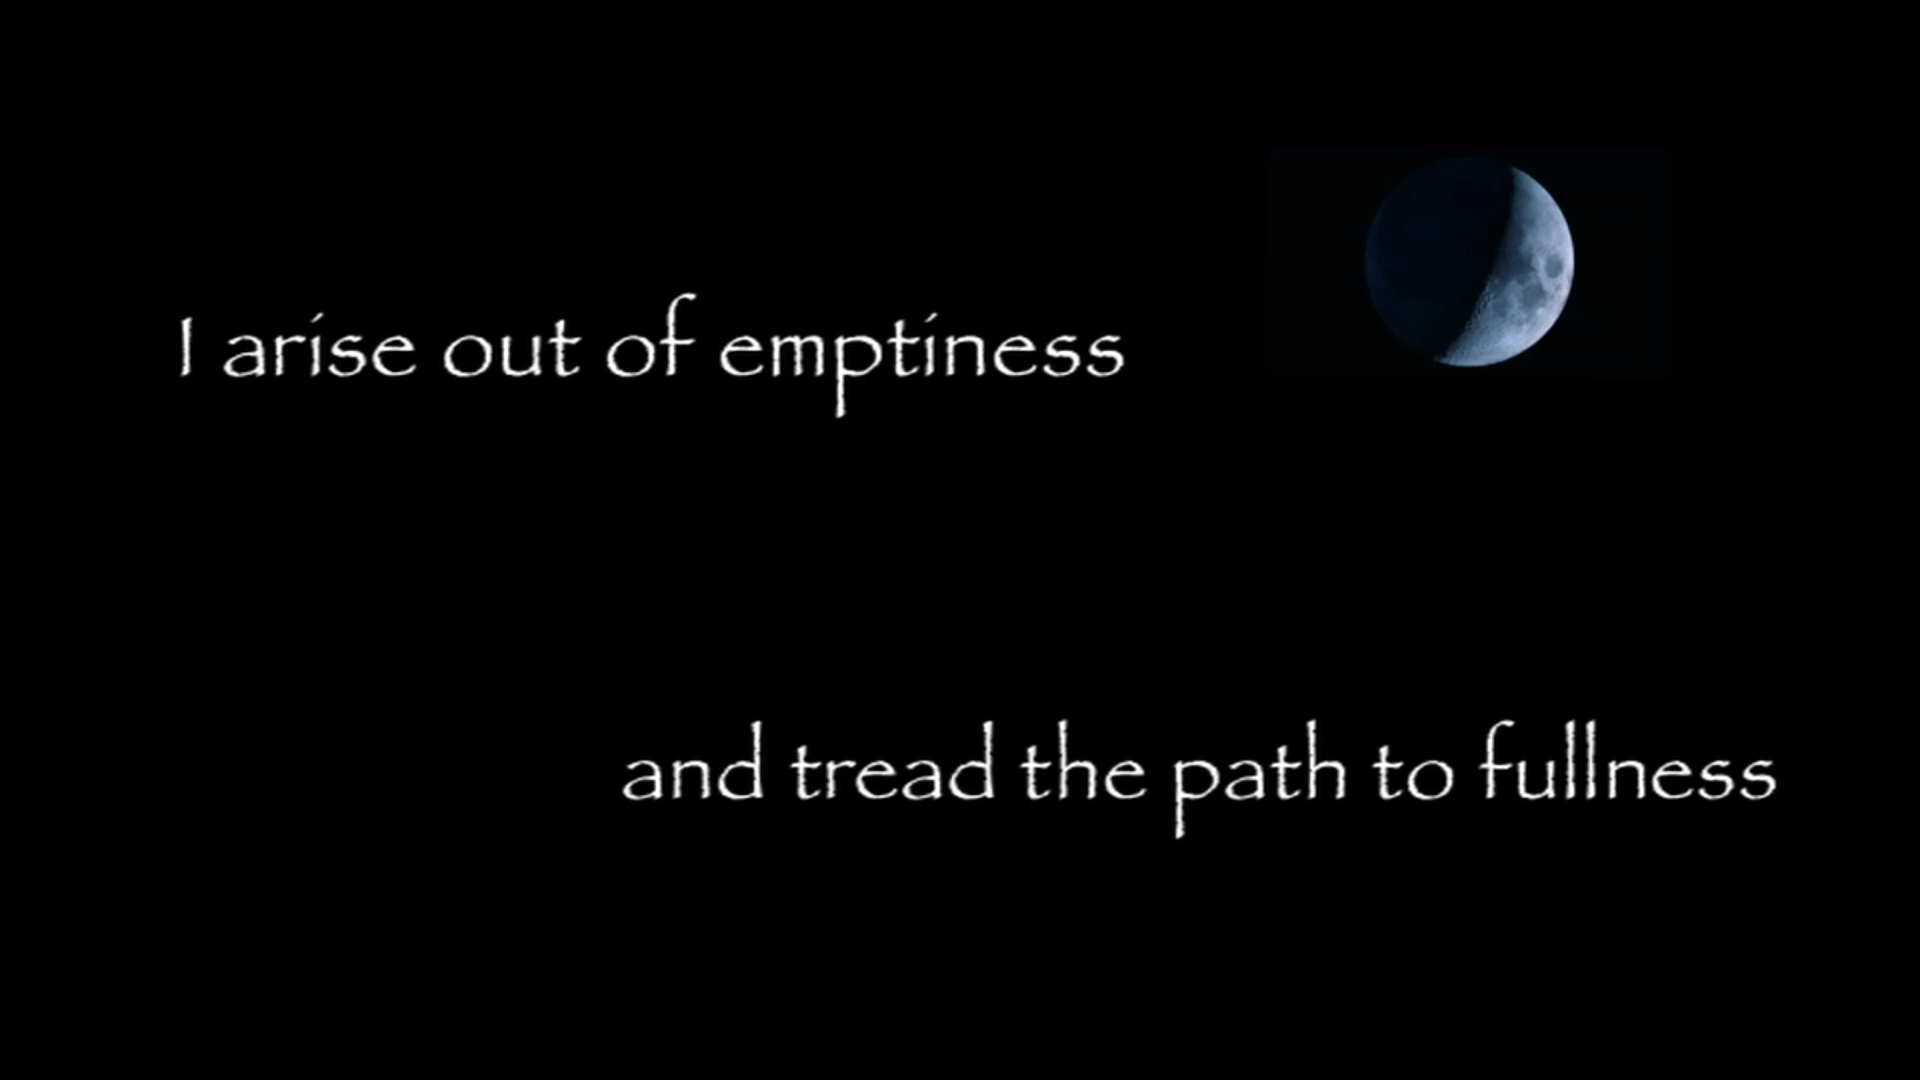 I arise out of emptiness
and tread the path to fullness